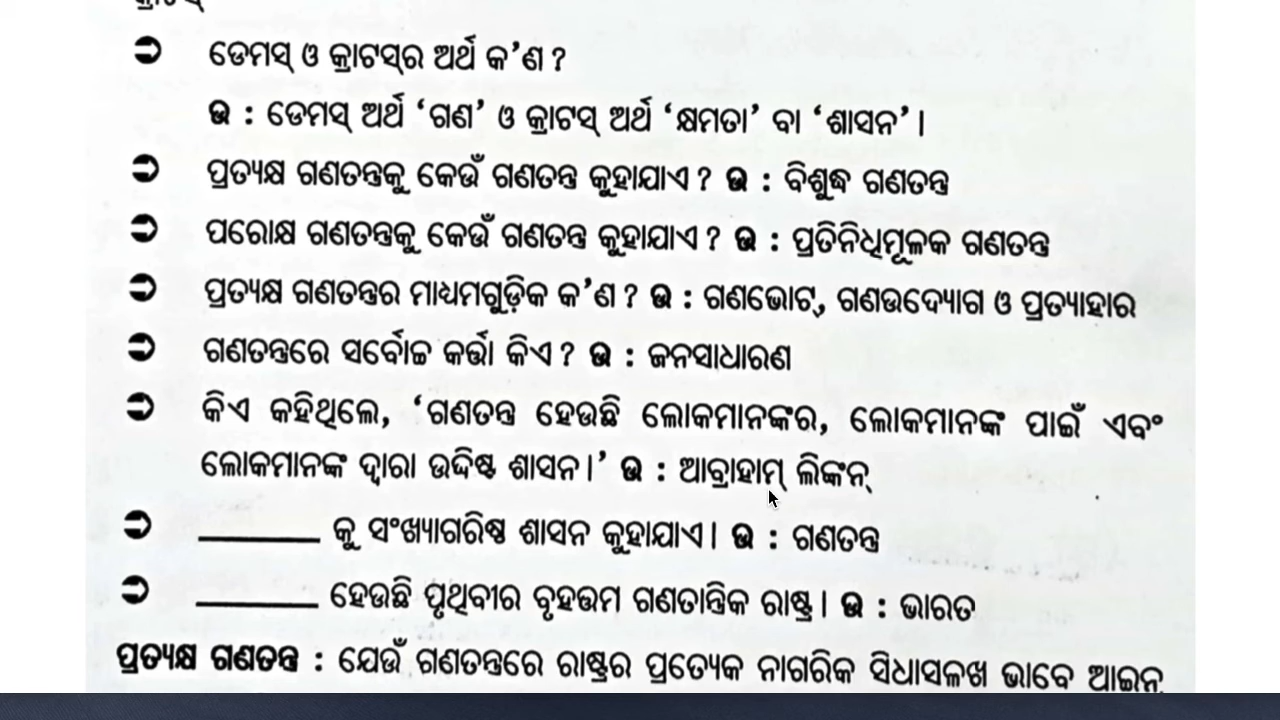 ➲ ଡେମସ୍ ଓ କ୍ରାଟସ୍‌ର ଅର୍ଥ କ'ଣ ?
ଉ : ଡେମସ୍ ଅର୍ଥ ‘ଗଣ’ ଓ କ୍ରାଟସ୍ ଅର୍ଥ ‘କ୍ଷମତା’ ବା ‘ଶାସନ’।
➲ ପ୍ରତ୍ୟକ୍ଷ ଗଣତନ୍ତ୍ରକୁ କେଉଁ ଗଣତନ୍ତ୍ର କୁହାଯାଏ ? ଉ : ବିଶୁଦ୍ଧ ଗଣତନ୍ତ୍ର
➲ ପରୋକ୍ଷ ଗଣତନ୍ତ୍ରକୁ କେଉଁ ଗଣତନ୍ତ୍ର କୁହାଯାଏ ? ଉ : ପ୍ରତିନିଧିମୂଳକ ଗଣତନ୍ତ୍ର
➲ ପ୍ରତ୍ୟକ୍ଷ ଗଣତନ୍ତ୍ରର ମାଧ୍ୟମଗୁଡ଼ିକ କ'ଣ ? ଉ : ଗଣଭୋଟ୍, ଗଣଉଦ୍ୟୋଗ ଓ ପ୍ରତ୍ୟାହାର
➲ ଗଣତନ୍ତ୍ରରେ ସର୍ବୋଚ୍ଚ କର୍ତ୍ତା କିଏ ? ଉ : ଜନସାଧାରଣ
➲ କିଏ କହିଥିଲେ, ‘ଗଣତନ୍ତ୍ର ହେଉଛି ଲୋକମାନଙ୍କର, ଲୋକମାନଙ୍କ ପାଇଁ ଏବଂ
ଲୋକମାନଙ୍କ ଦ୍ୱାରା ଉଦ୍ଦିଷ୍ଟ ଶାସନ।’ ଉ : ଆବ୍ରାହାମ୍ ଲିଙ୍କନ୍
➲ ______ କୁ ସଂଖ୍ୟାଗରିଷ୍ଠ ଶାସନ କୁହାଯାଏ। ଉ : ଗଣତନ୍ତ୍ର
➲ ______ ହେଉଛି ପୃଥିବୀର ବୃହତ୍ତମ ଗଣତାନ୍ତ୍ରିକ ରାଷ୍ଟ୍ର। ଉ : ଭାରତ
ପ୍ରତ୍ୟକ୍ଷ ଗଣତନ୍ତ୍ର : ଯେଉଁ ଗଣତନ୍ତ୍ରରେ ରାଷ୍ଟ୍ରର ପ୍ରତ୍ୟେକ ନାଗରିକ ସିଧାସଳଖ ଭାବେ ଆଇନ୍